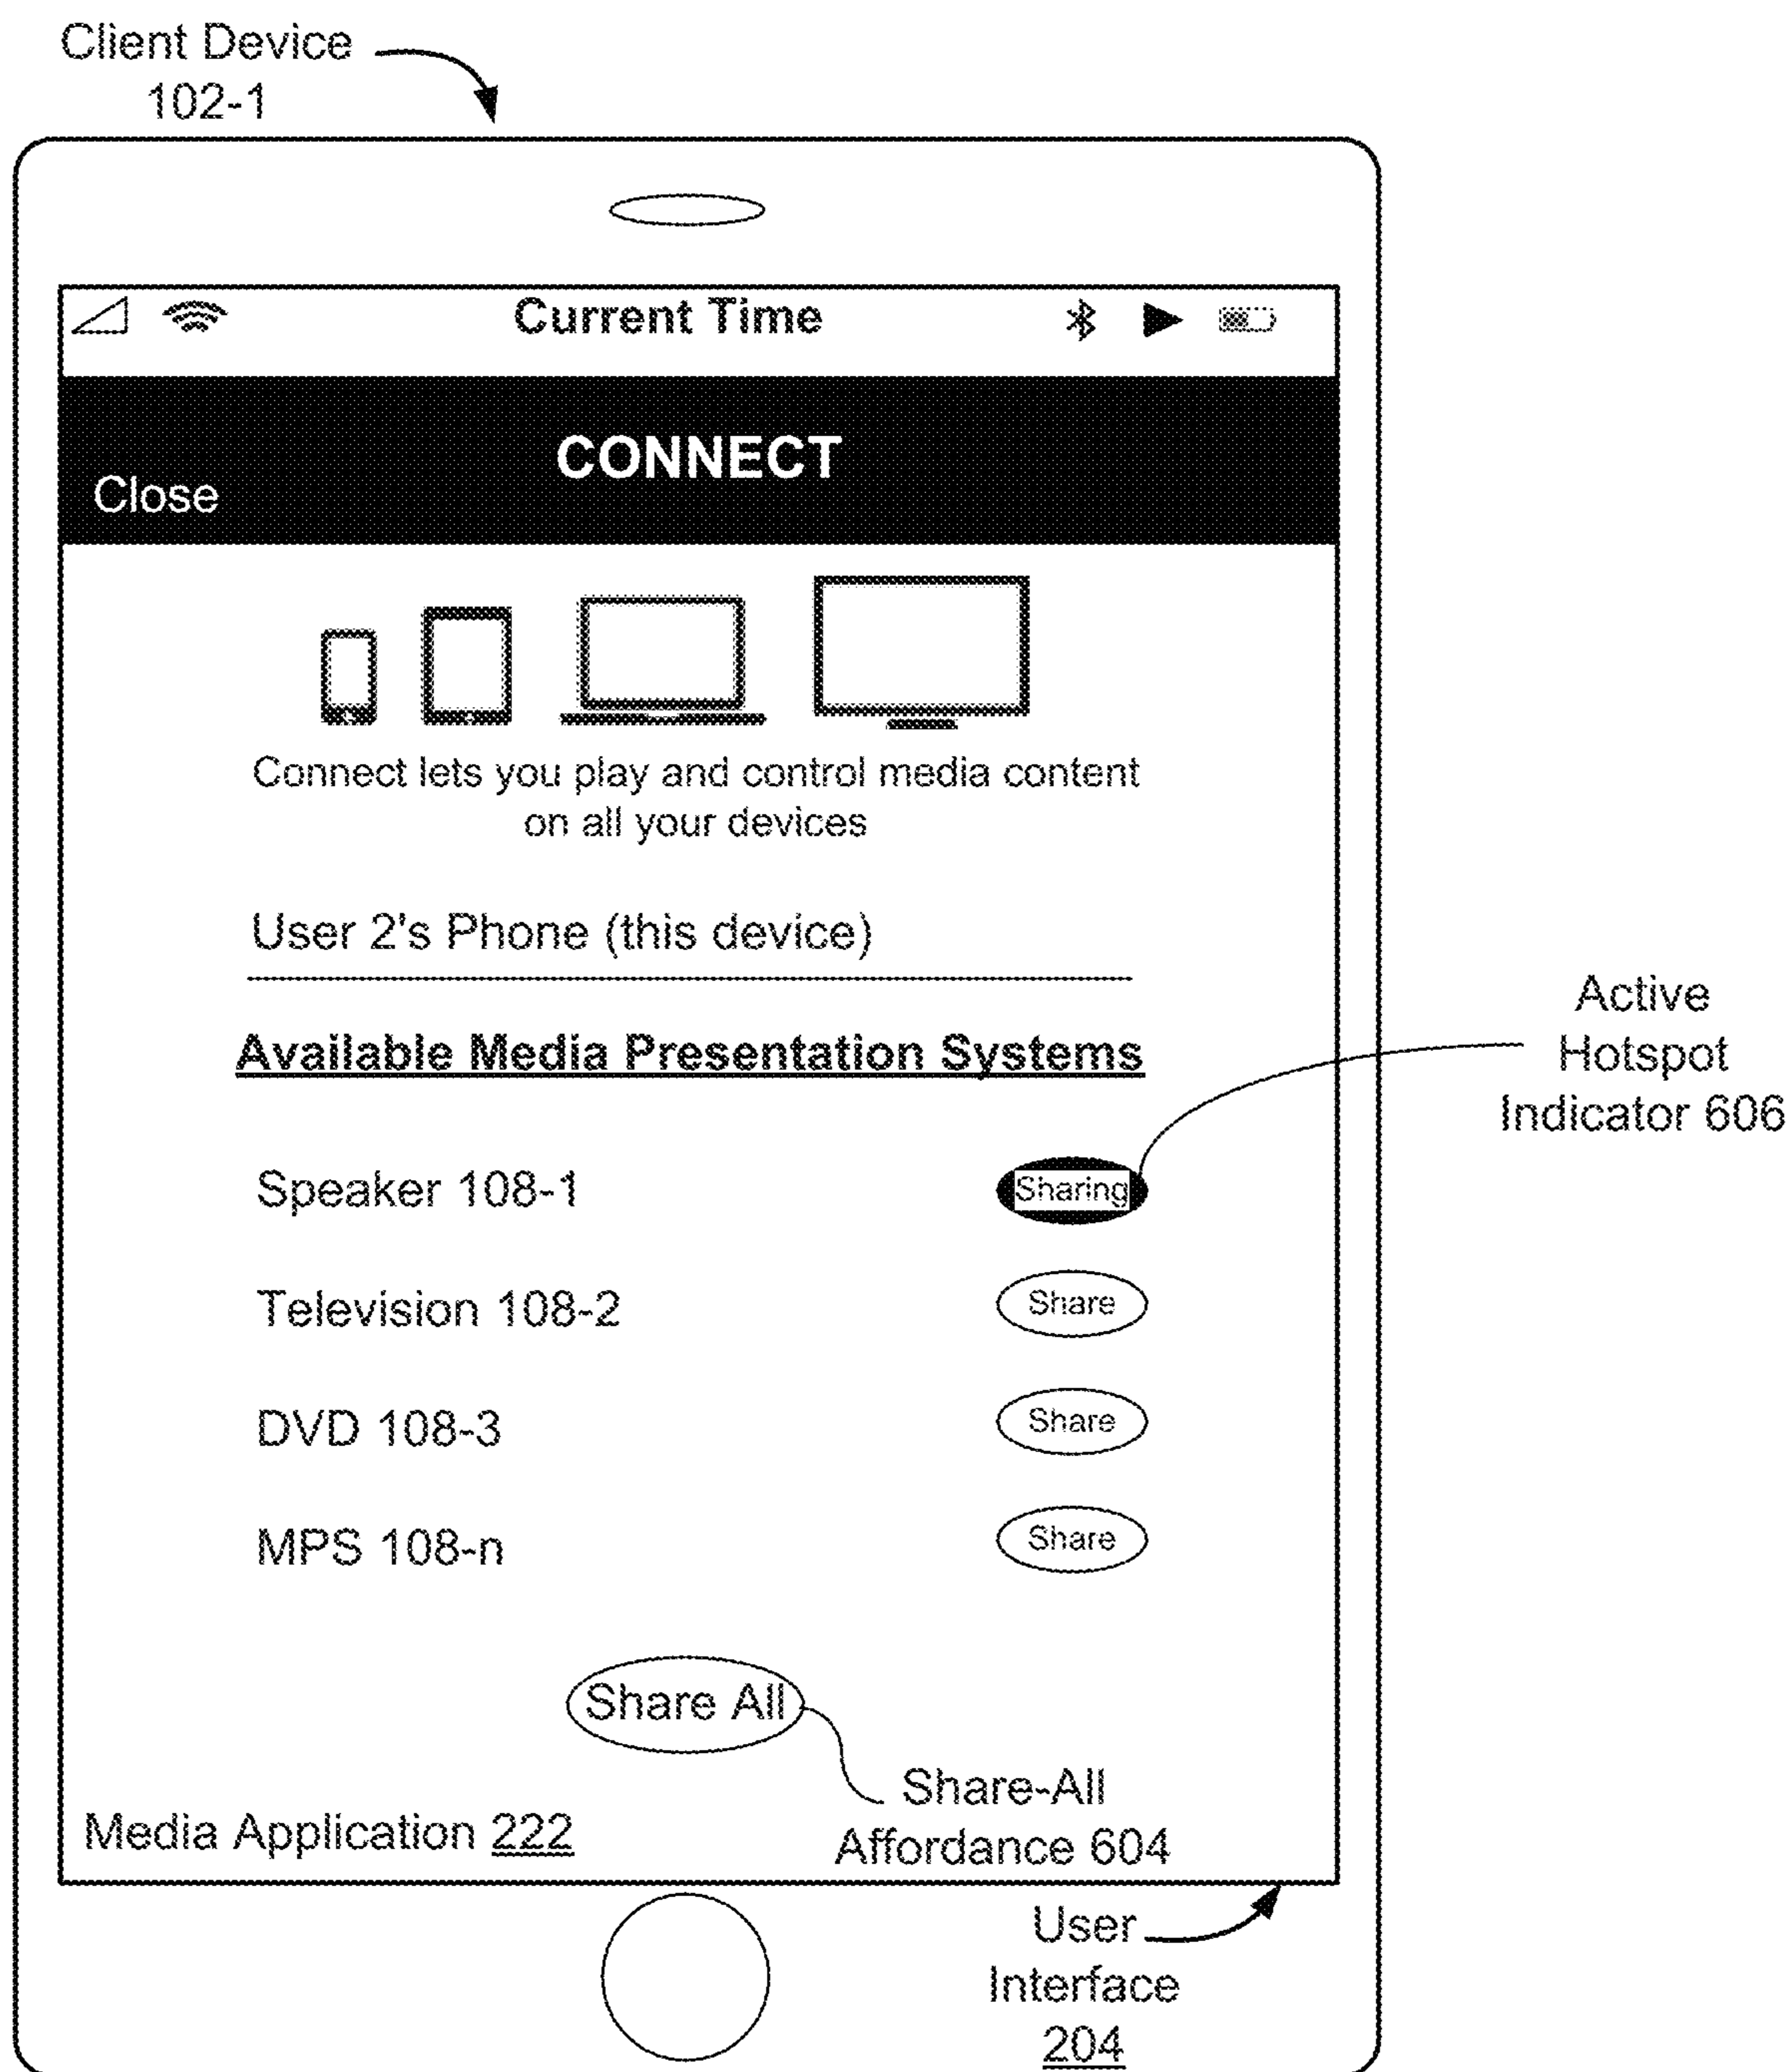 Client Device
102-1
Current Time
CONNECT
Close
Connect lets you play and control media content
on all your devices
User 2's Phone (this device)
Available Media Presentation Systems
Active
Hotspot
Indicator 606
Speaker 108-1
Sharing
Television 108-2
Share
DVD 108-3
Share
MPS 108-n
Share
Share All
Share-All
Affordance 604
Media Application 222
User
Interface
204